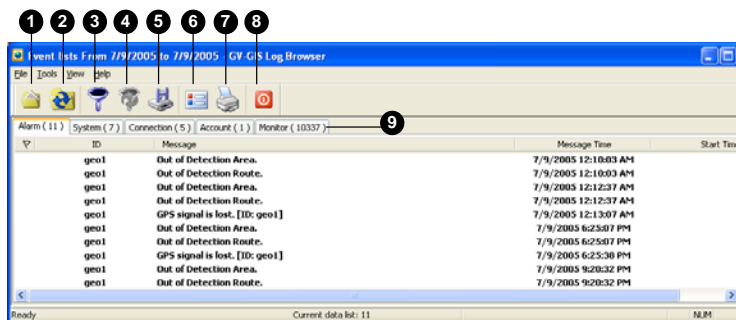 1 2 3 4 5 6 7 8
Event lists From 7/9/2005 to 7/9/2005 - GV-GIS Log Browser
File Tools View Help
Alarm ( 11 ) System ( 7 ) Connection ( 5 ) Account ( 1 ) Monitor ( 10337 ) 9
ID Message Message Time Start Time
geo1 Out of Detection Area. 7/9/2005 12:10:03 AM
geo1 Out of Detection Route. 7/9/2005 12:10:03 AM
geo1 Out of Detection Area. 7/9/2005 12:12:37 AM
geo1 Out of Detection Route. 7/9/2005 12:12:37 AM
geo1 GPS signal is lost. [ID: geo1] 7/9/2005 12:13:07 AM
geo1 Out of Detection Area. 7/9/2005 6:25:07 PM
geo1 Out of Detection Route. 7/9/2005 6:25:07 PM
geo1 GPS signal is lost. [ID: geo1] 7/9/2005 6:25:38 PM
geo1 Out of Detection Area. 7/9/2005 9:20:32 PM
geo1 Out of Detection Route. 7/9/2005 9:20:32 PM
Ready Current data list: 11 NUM